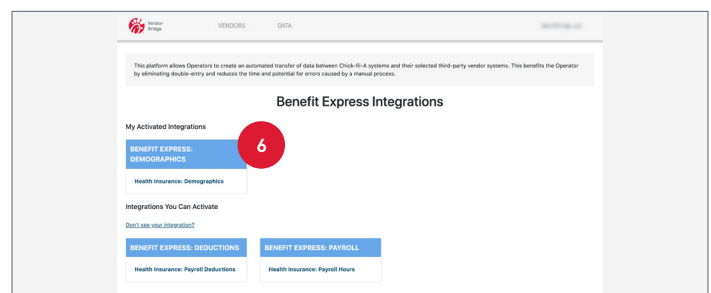 Vendor
Bridge
VENDORS
DATA
This platform allows Operators to create an automated transfer of data between Chick-fil-A systems and their selected third-party vendor systems. This benefits the Operator
by eliminating double-entry and reduces the time and potential for errors caused by a manual process.
Benefit Express Integrations
My Activated Integrations
BENEFIT EXPRESS:
DEMOGRAPHICS
6
Health Insurance: Demographics
Integrations You Can Activate
Don't see your integration?
BENEFIT EXPRESS: DEDUCTIONS
BENEFIT EXPRESS: PAYROLL
Health Insurance: Payroll Deductions
Health Insurance: Payroll Hours